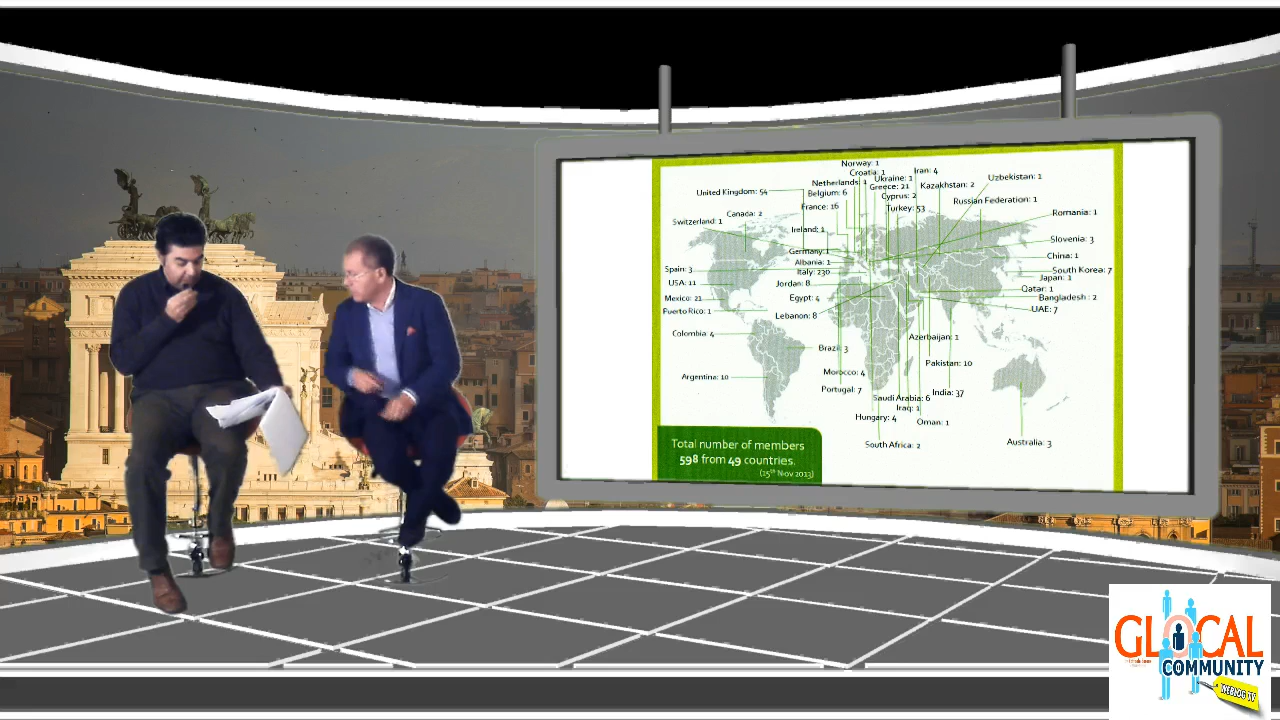 Norway: 1
Croatia: 1
Iran: 4
Netherlands: 1
Ukraine: 1
Uzbekistan: 1
United Kingdom: 54
Belgium: 6
Greece: 21
Kazakhstan: 2
Cyprus: 2
Russian Federation: 1
France: 16
Turkey: 53
Canada: 2
Romania: 1
Switzerland: 1
Ireland: 1
Slovenia: 3
Germany: 1
China: 1
Albania: 1
Spain: 3
Italy: 230
South Korea: 7
Japan: 1
USA: 11
Jordan: 8
Qatar: 1
Mexico: 21
Egypt: 4
Bangladesh : 2
Puerto Rico: 1
Lebanon: 8
UAE: 7
Colombia: 4
Azerbaijan: 1
Brazil: 3
Pakistan: 10
Argentina: 10
Morocco: 4
Portugal: 7
India: 37
Saudi Arabia: 6
Iraq: 1
Hungary: 4
Oman: 1
South Africa: 2
Australia: 3
Total number of members
598 from 49 countries.
(15th Nov 2013)
GLOCAL
COMMUNITY
WEBLOG TV